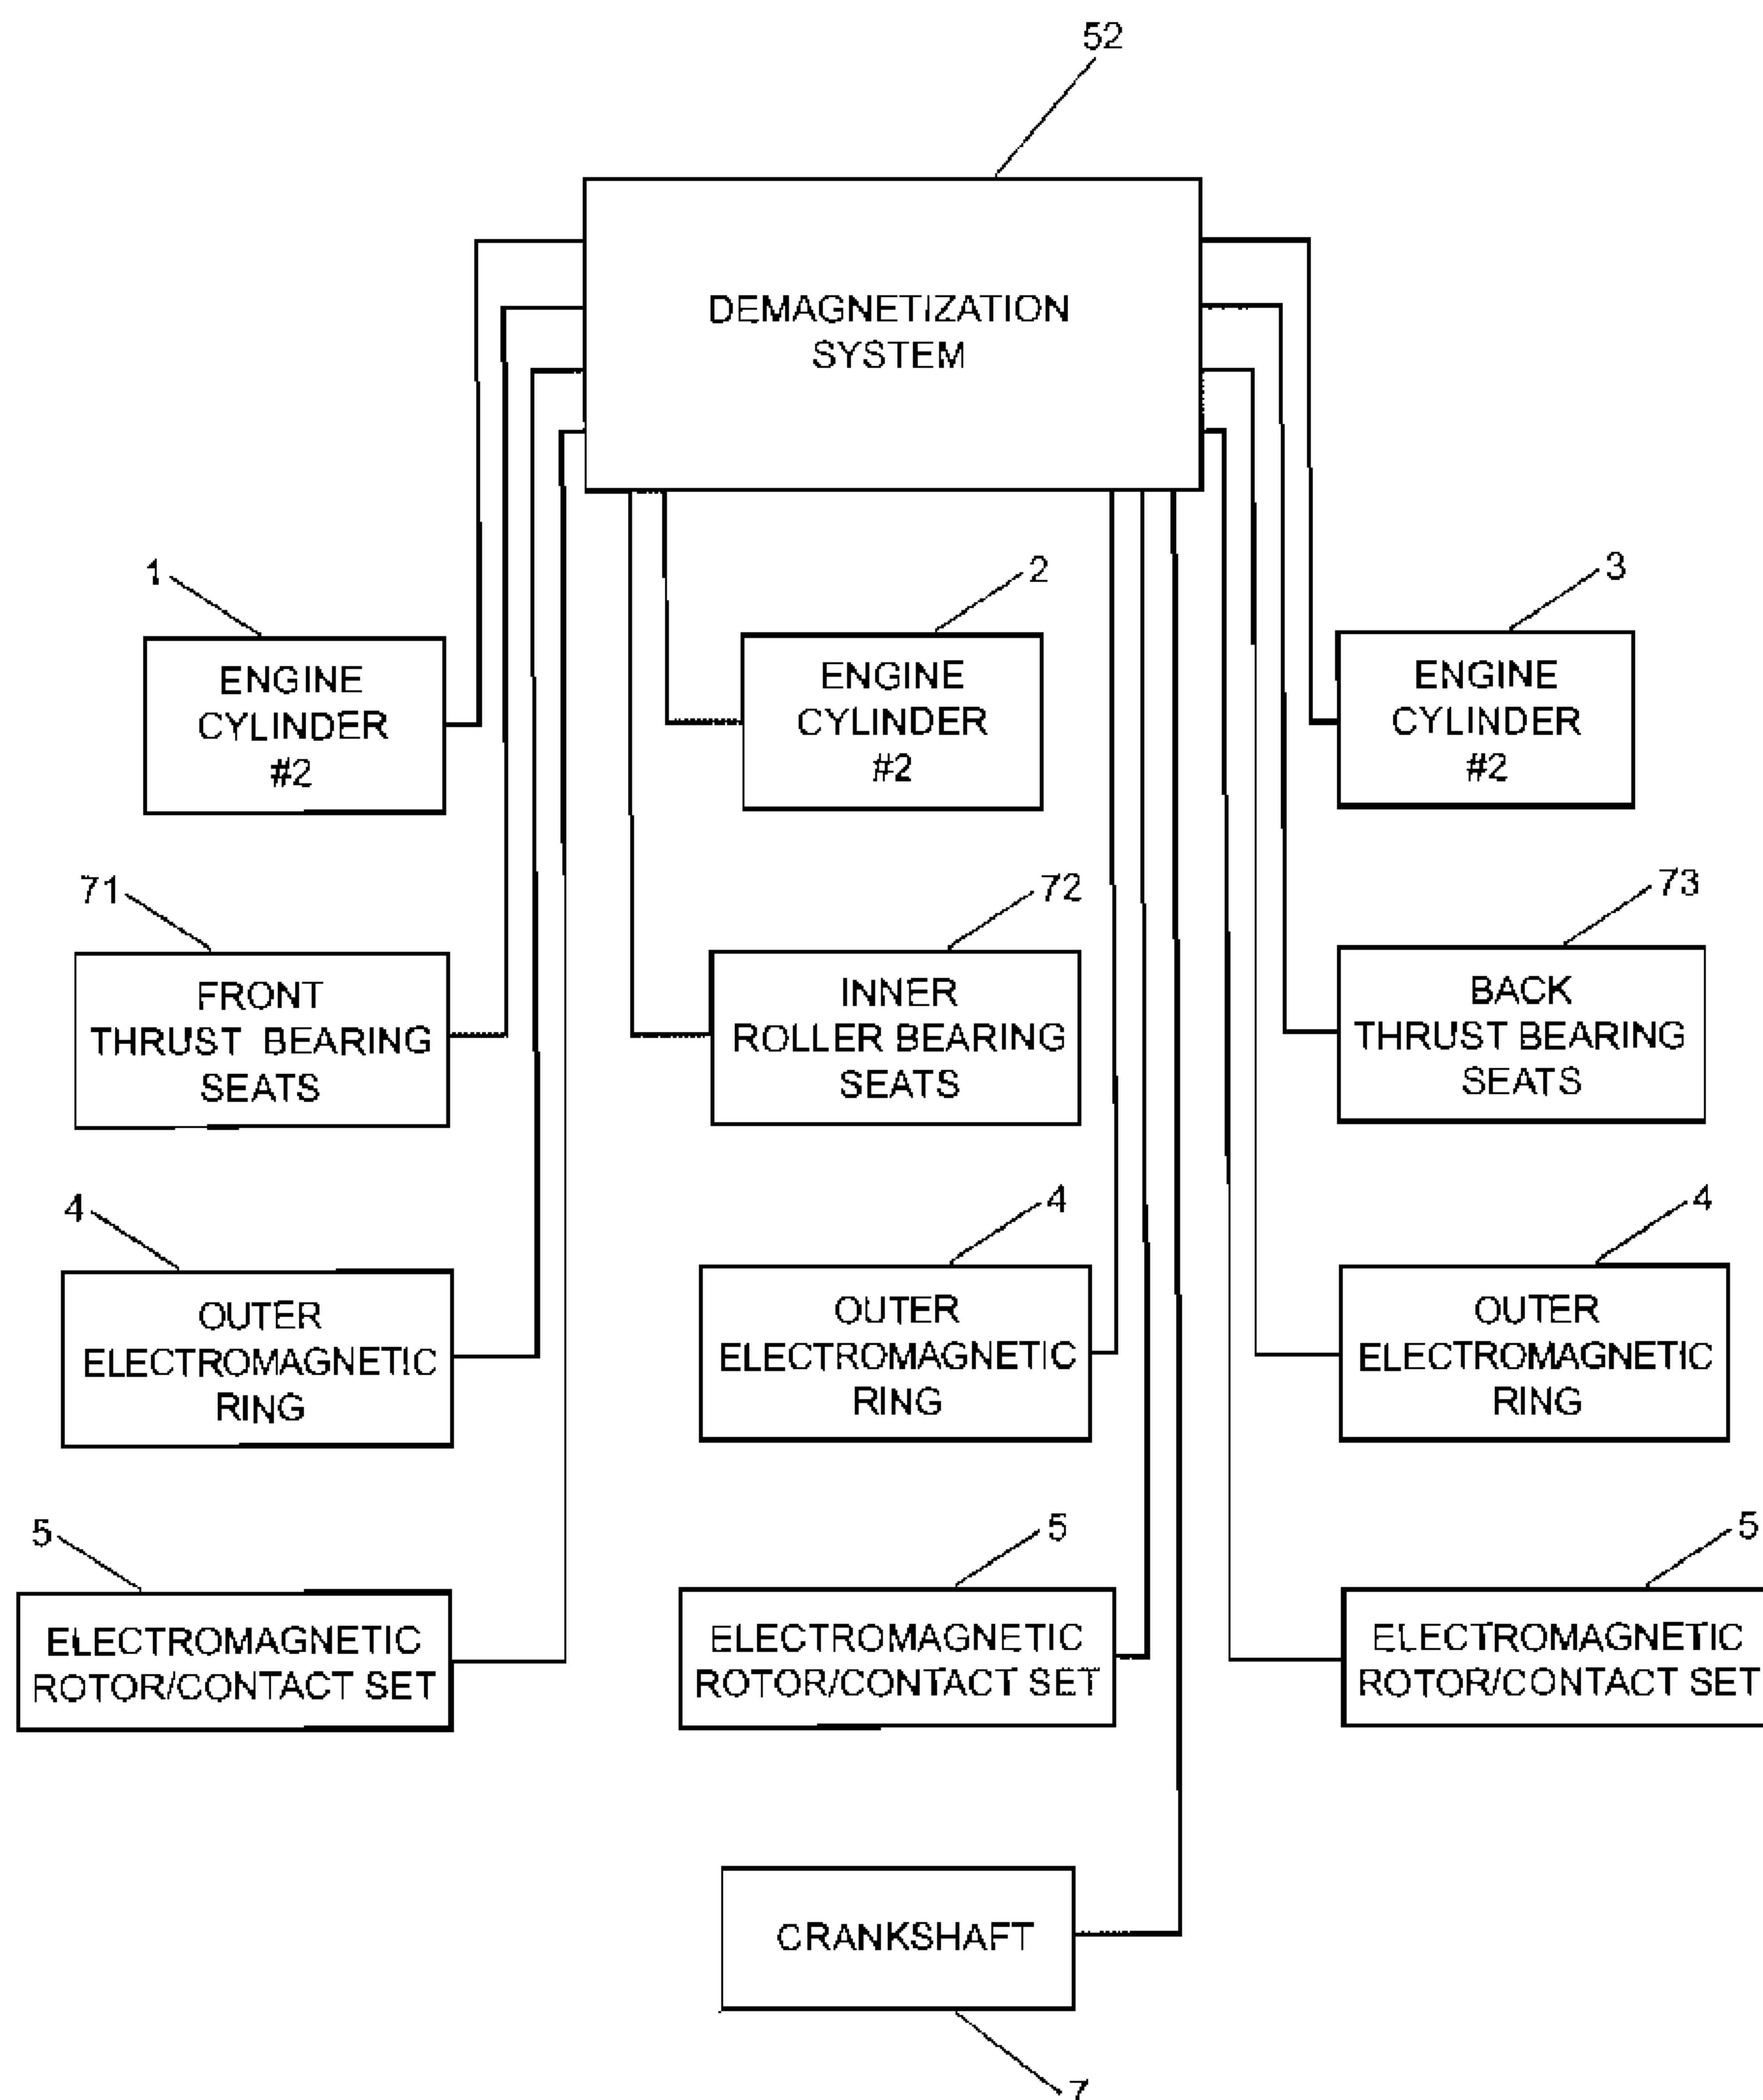 52
DEMAGNETIZATION
SYSTEM
1
2
3
ENGINE
CYLINDER
#2
ENGINE
CYLINDER
#2
ENGINE
CYLINDER
#2
71
72
73
FRONT
THRUST BEARING
SEATS
INNER
ROLLER BEARING
SEATS
BACK
THRUST BEARING
SEATS
4
4
4
OUTER
ELECTROMAGNETIC
RING
OUTER
ELECTROMAGNETIC
RING
OUTER
ELECTROMAGNETIC
RING
5
5
5
ELECTROMAGNETIC
ROTOR/CONTACT SET
ELECTROMAGNETIC
ROTOR/CONTACT SET
ELECTROMAGNETIC
ROTOR/CONTACT SET
CRANKSHAFT
7